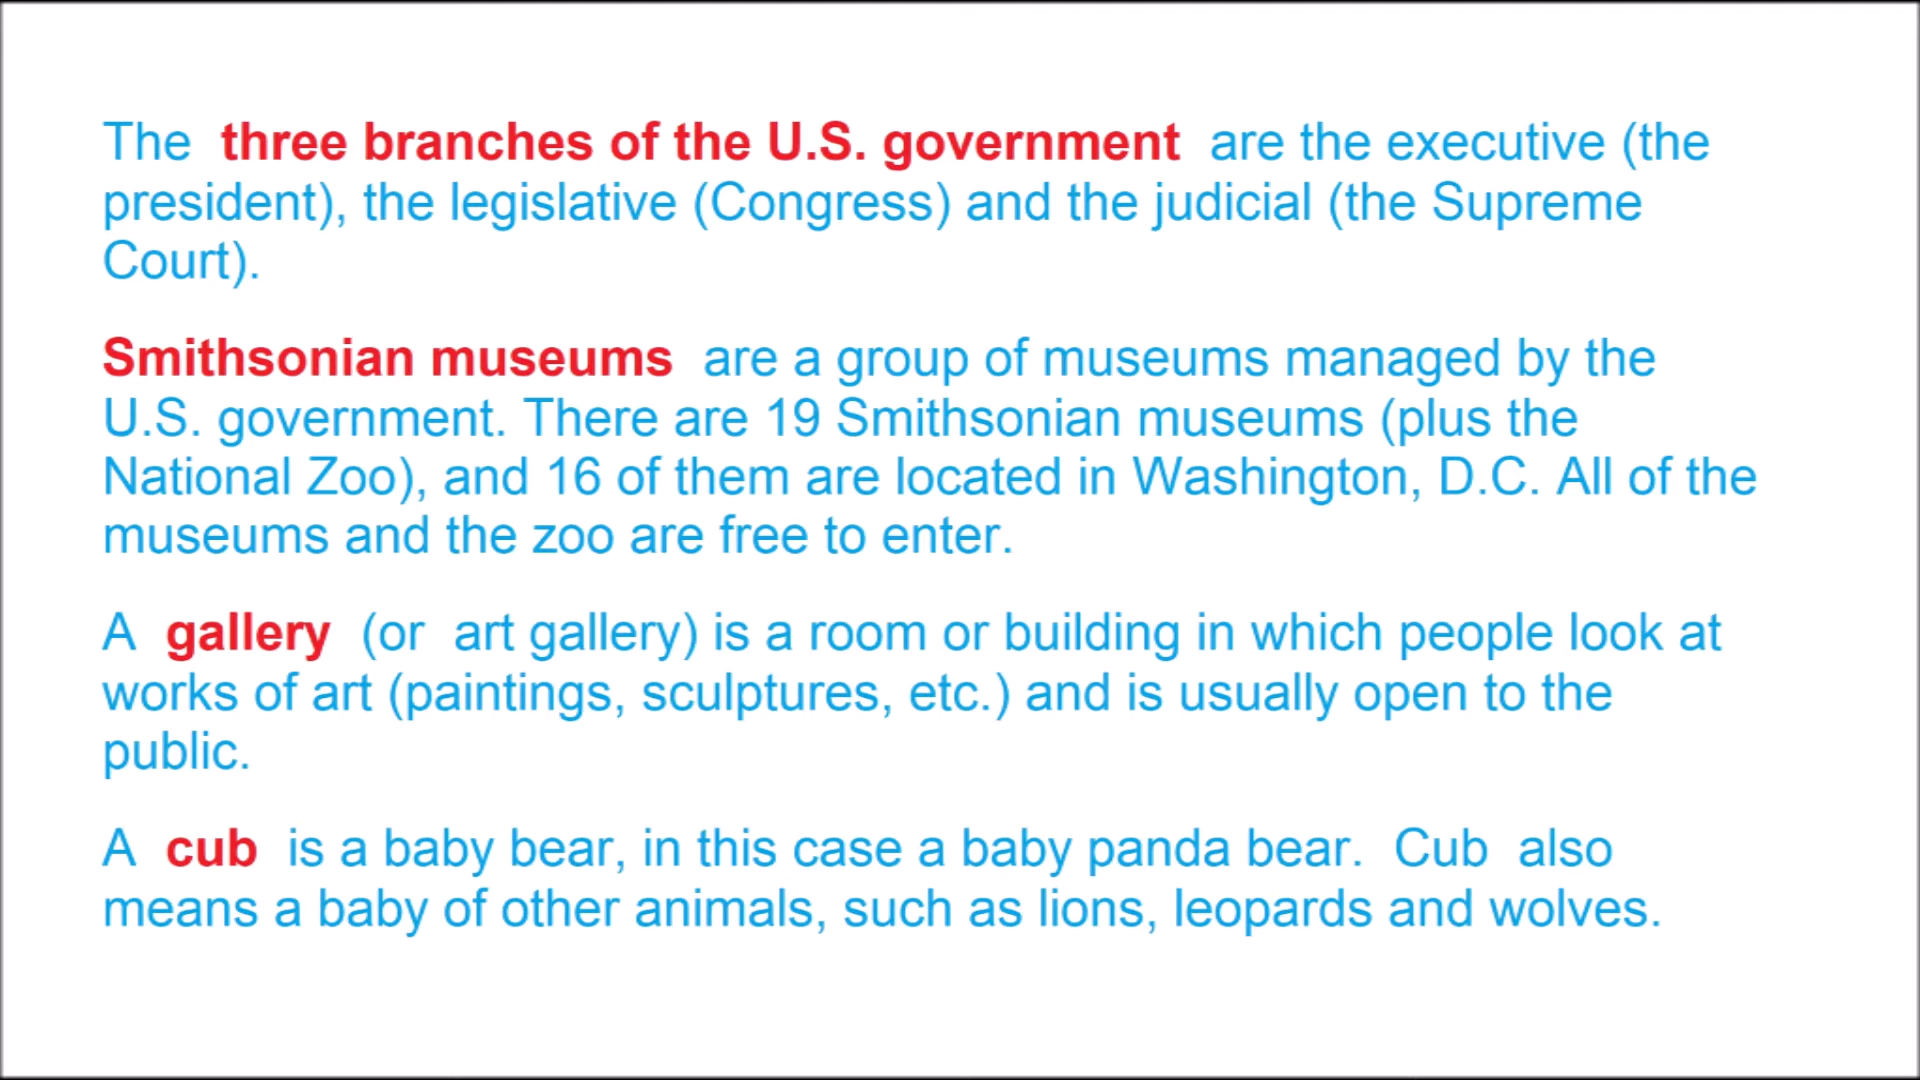 The three branches of the U.S. government are the executive (the
president), the legislative (Congress) and the judicial (the Supreme
Court).
Smithsonian museums are a group of museums managed by the
U.S. government. There are 19 Smithsonian museums (plus the
National Zoo), and 16 of them are located in Washington, D.C. All of the
museums and the zoo are free to enter.
A gallery (or art gallery) is a room or building in which people look at
works of art (paintings, sculptures, etc.) and is usually open to the
public.
A cub is a baby bear, in this case a baby panda bear. Cub also
means a baby of other animals, such as lions, leopards and wolves.